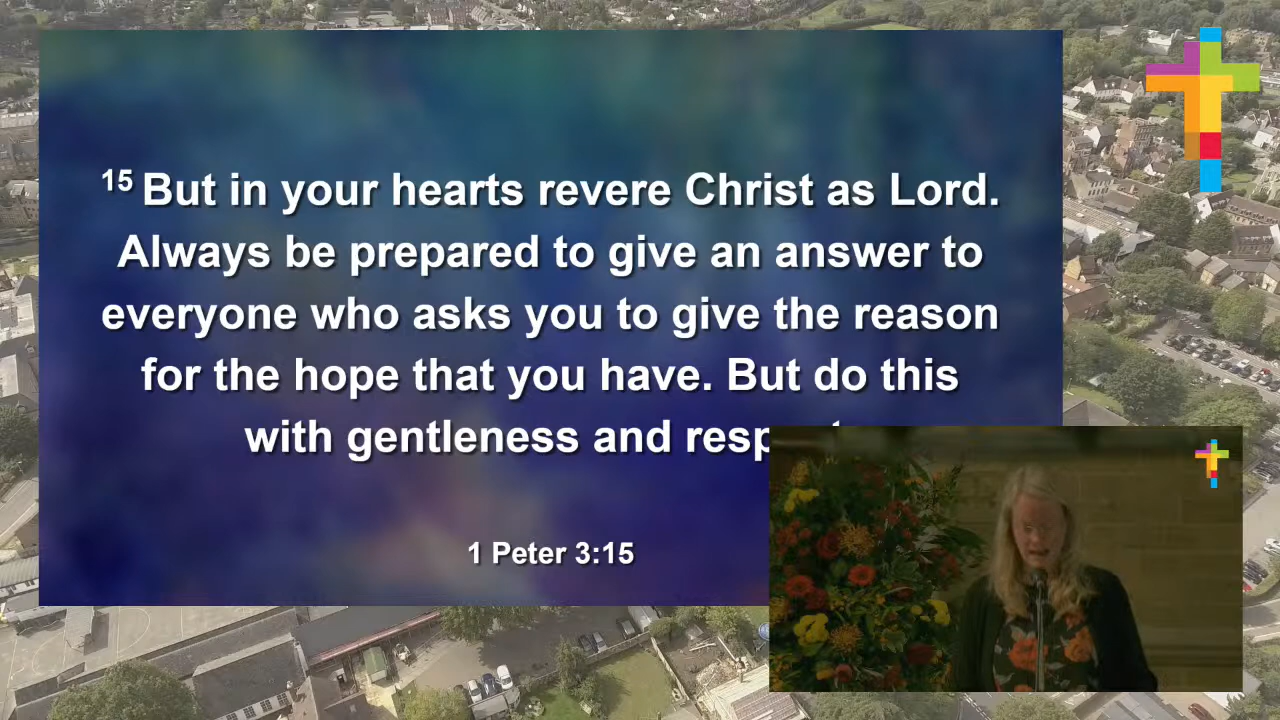 15 But in your hearts revere Christ as Lord.
Always be prepared to give an answer to
everyone who asks you to give the reason
for the hope that you have. But do this
with gentleness and
1 Peter 3:15